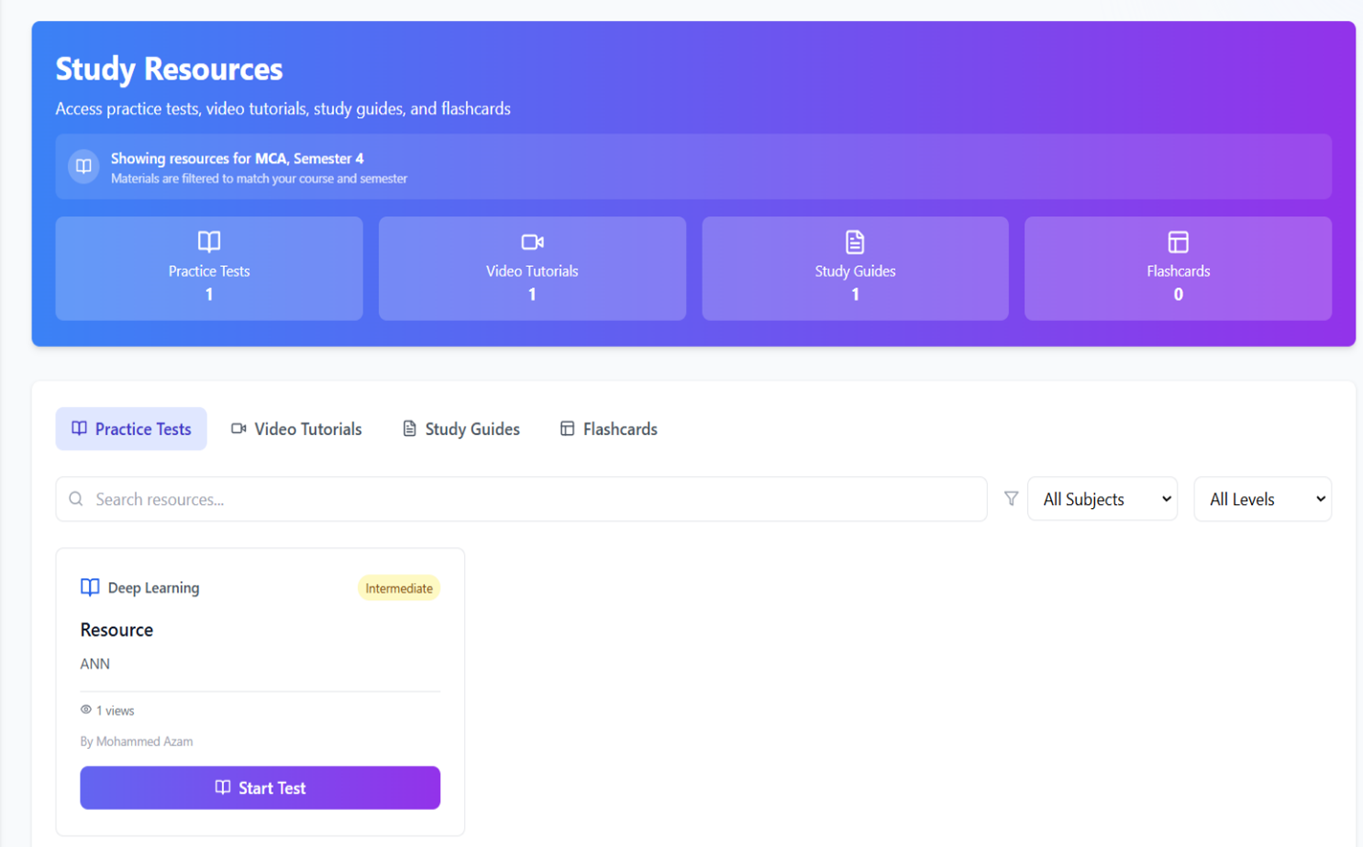 Study Resources
Access practice tests, video tutorials, study guides, and flashcards
Showing resources for MCA, Semester 4
Materials are filtered to match your course and semester
Practice Tests
1
Video Tutorials
1
Study Guides
1
Flashcards
0
Practice Tests Video Tutorials Study Guides Flashcards
Search resources... All Subjects All Levels
Deep Learning Intermediate
Resource
ANN
1 views
By Mohammed Azam
Start Test